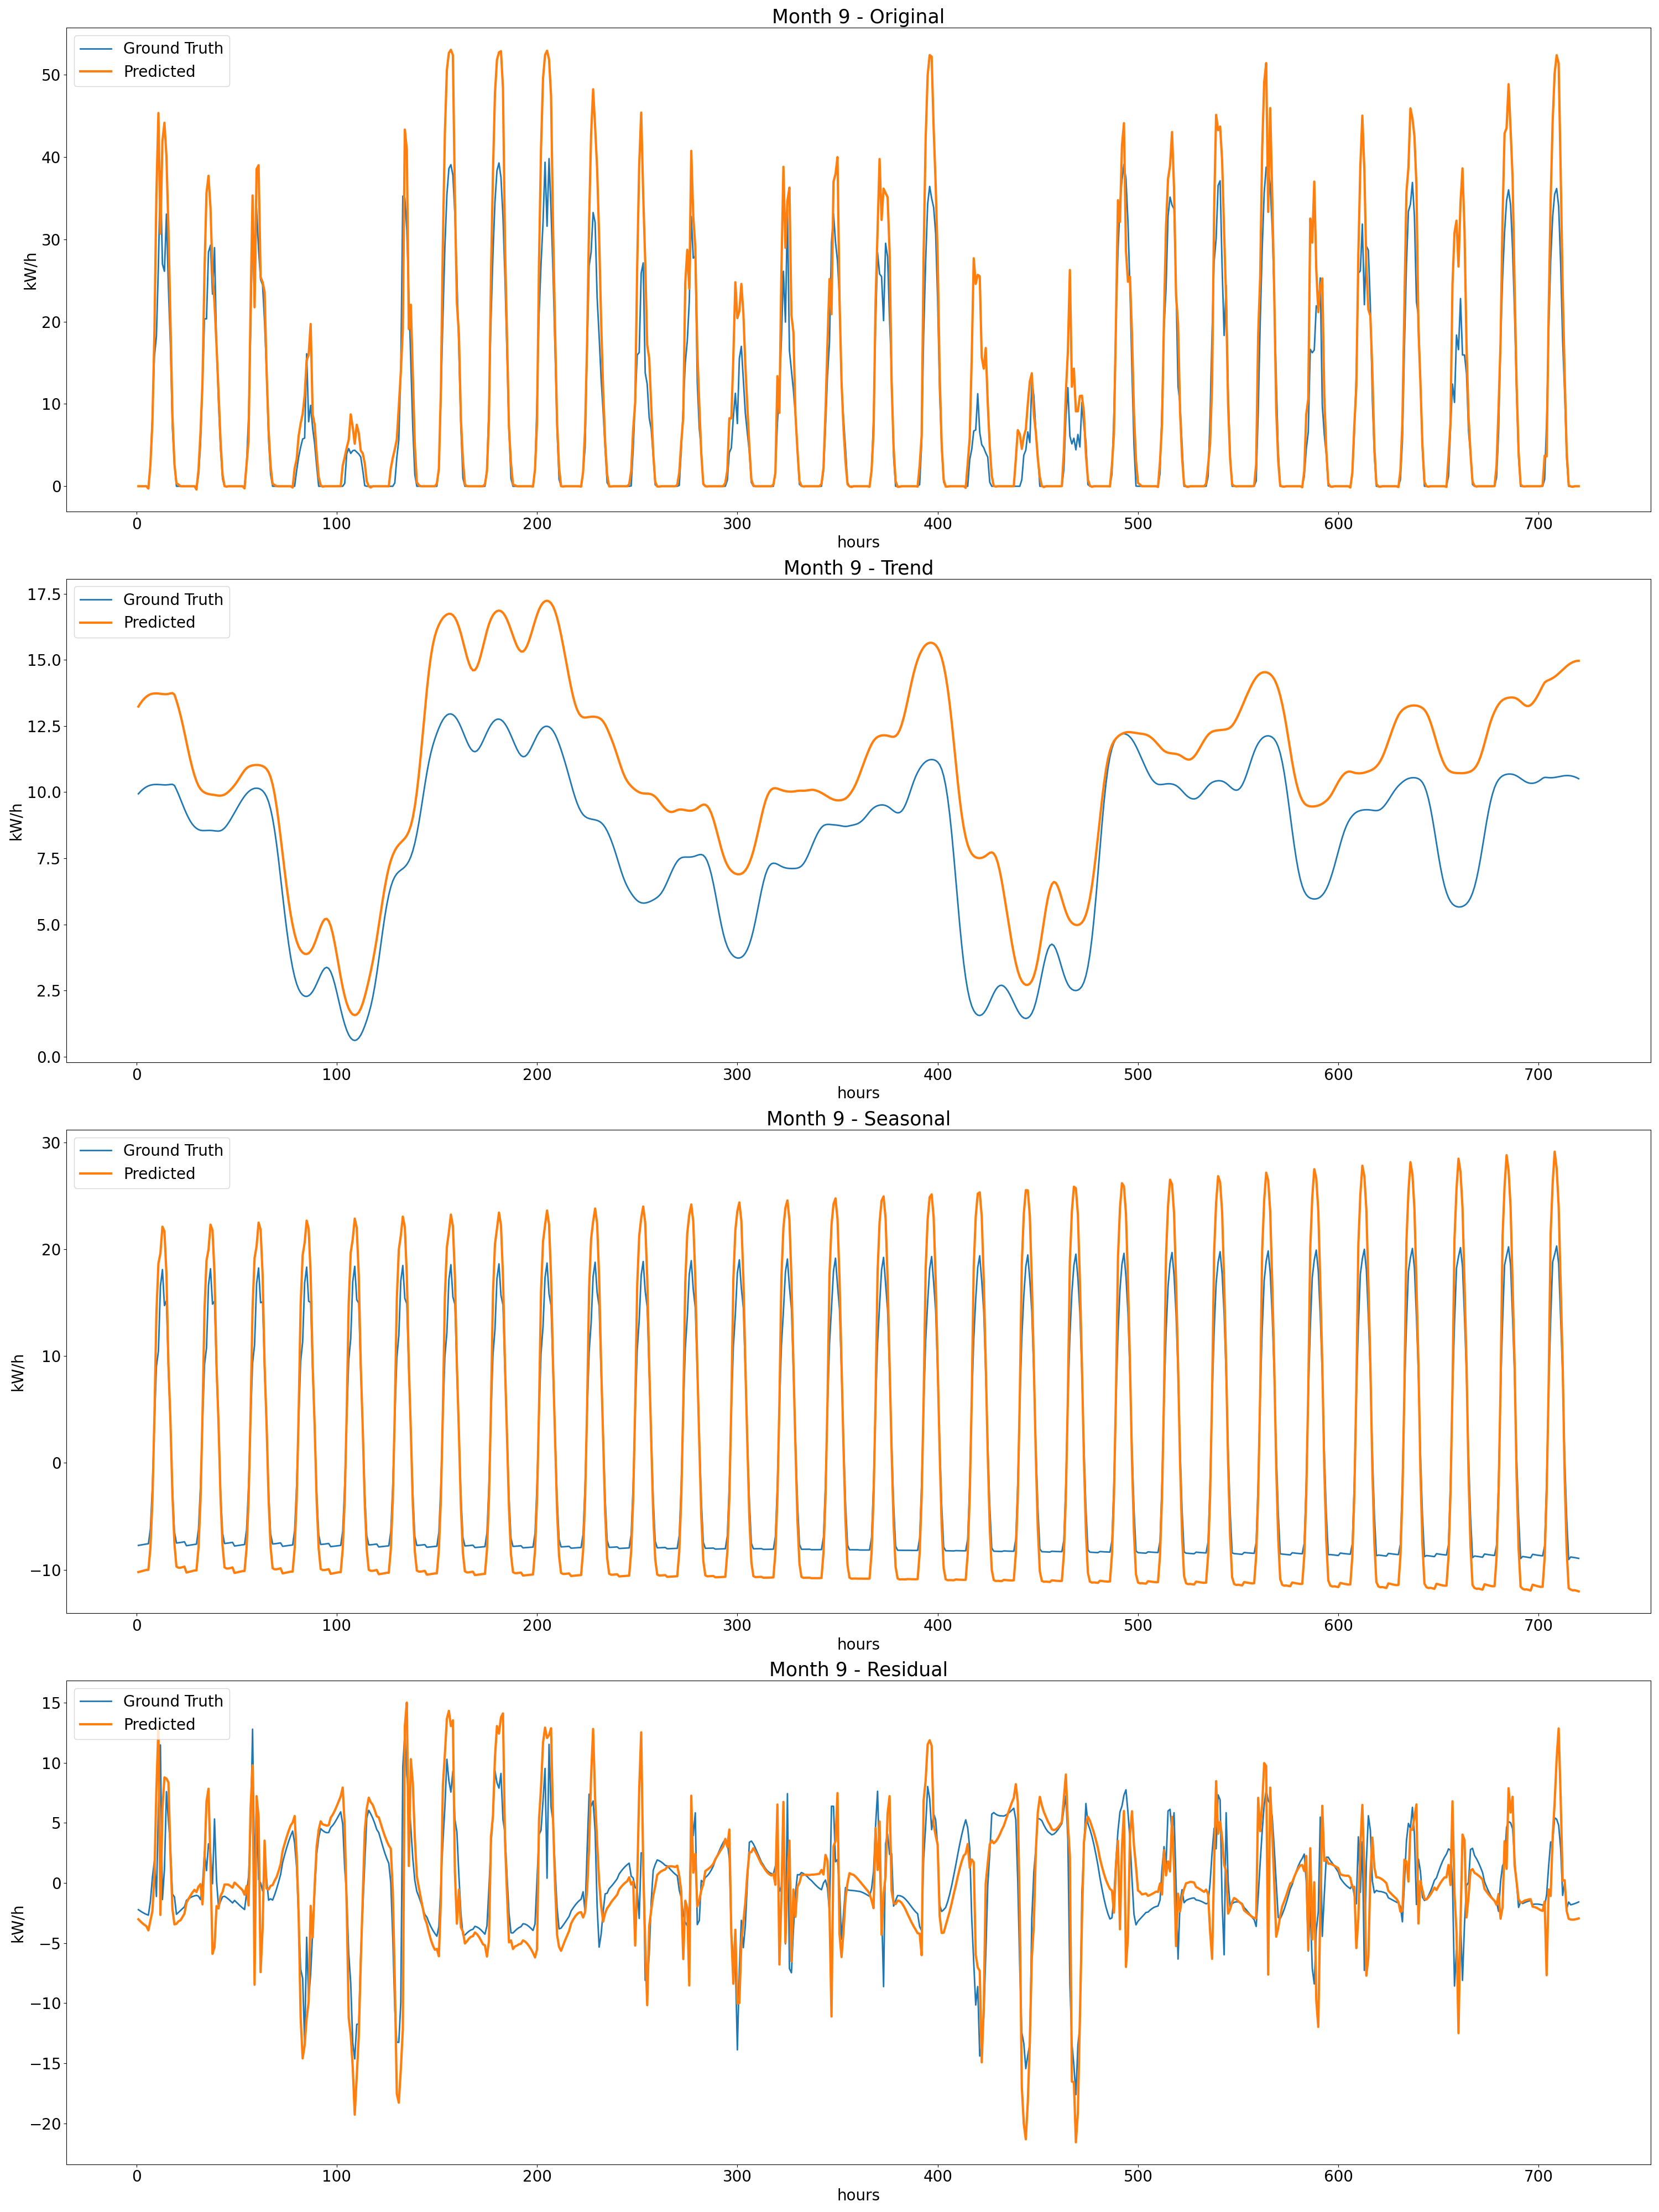 Month 9 - Original
Ground Truth
Predicted
50
40
30
20
10
0
kW/h
0 100 200 300 400 500 600 700
hours
Month 9 - Trend
Ground Truth
Predicted
17.5
15.0
12.5
10.0
7.5
5.0
2.5
0.0
kW/h
0 100 200 300 400 500 600 700
hours
Month 9 - Seasonal
Ground Truth
Predicted
30
20
10
0
−10
kW/h
0 100 200 300 400 500 600 700
hours
Month 9 - Residual
Ground Truth
Predicted
15
10
5
0
−5
−10
−15
−20
kW/h
0 100 200 300 400 500 600 700
hours